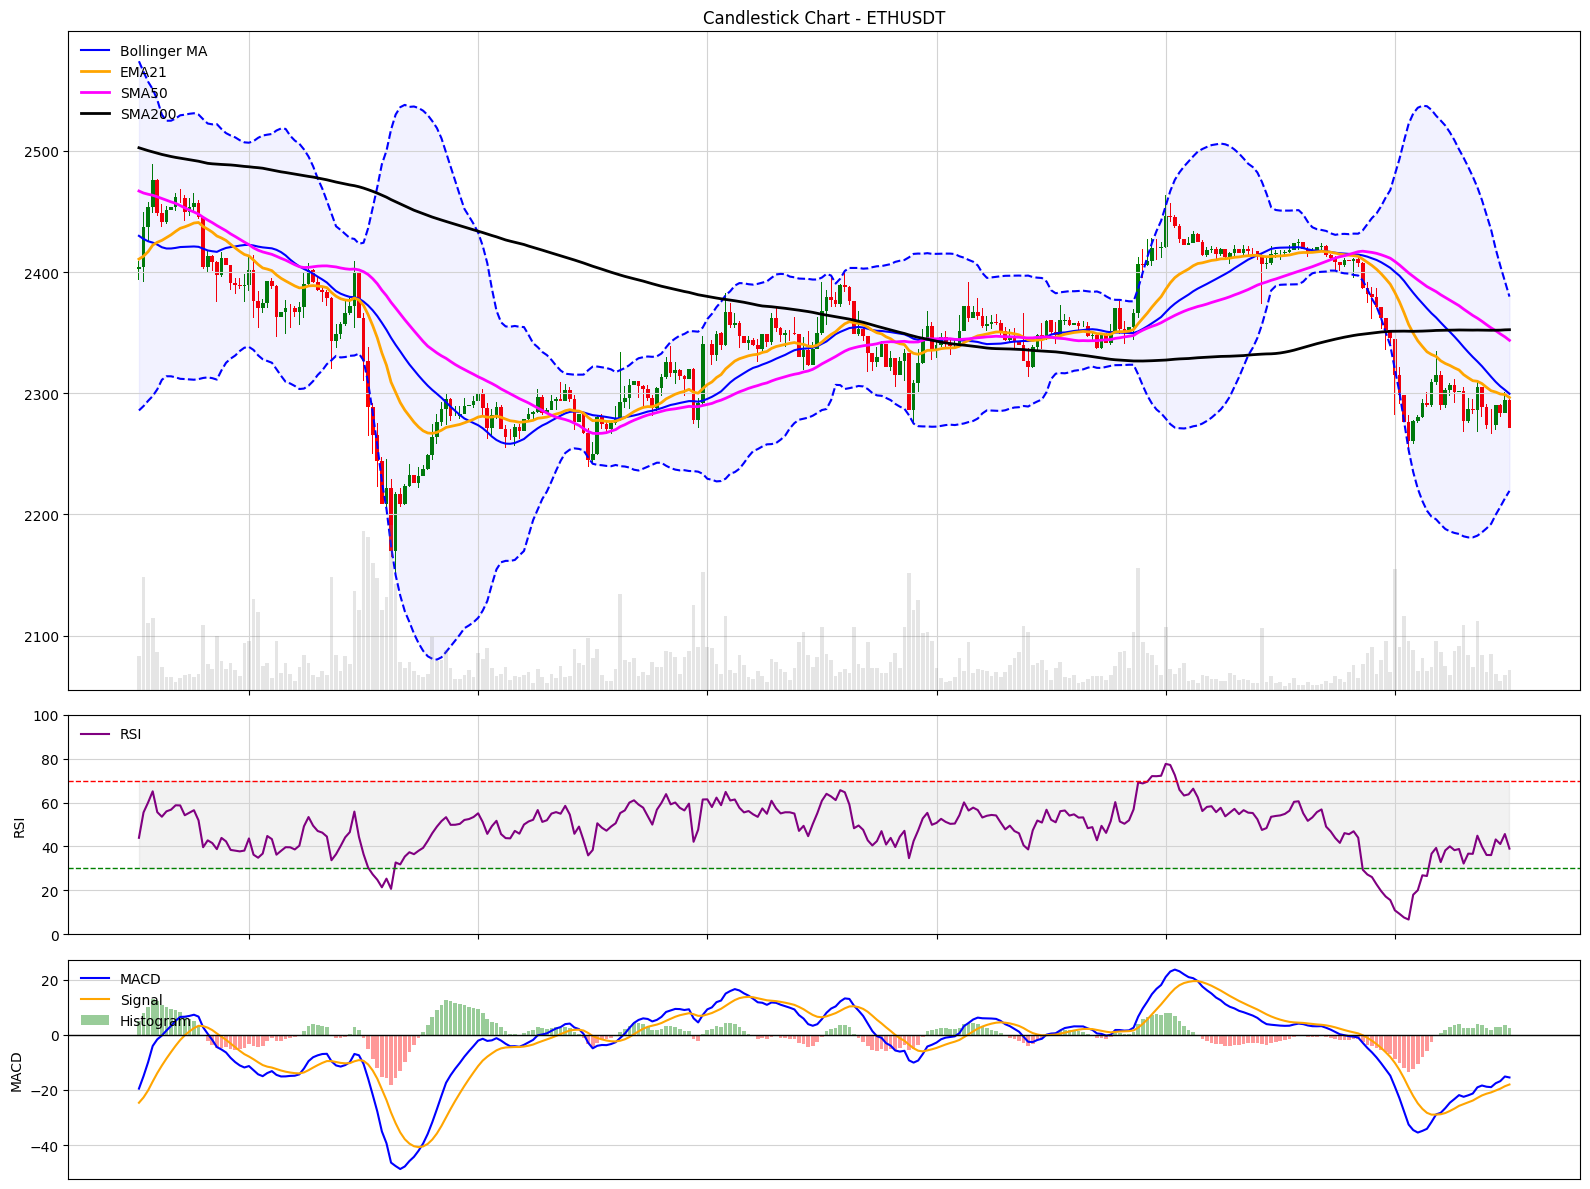 Candlestick Chart - ETHUSDT
Bollinger MA
EMA21
SMA50
SMA200
2500
2400
2300
2200
2100
RSI
100
80
60
40
20
0
RSI
MACD
Signal
Histogram
20
0
−20
−40
MACD